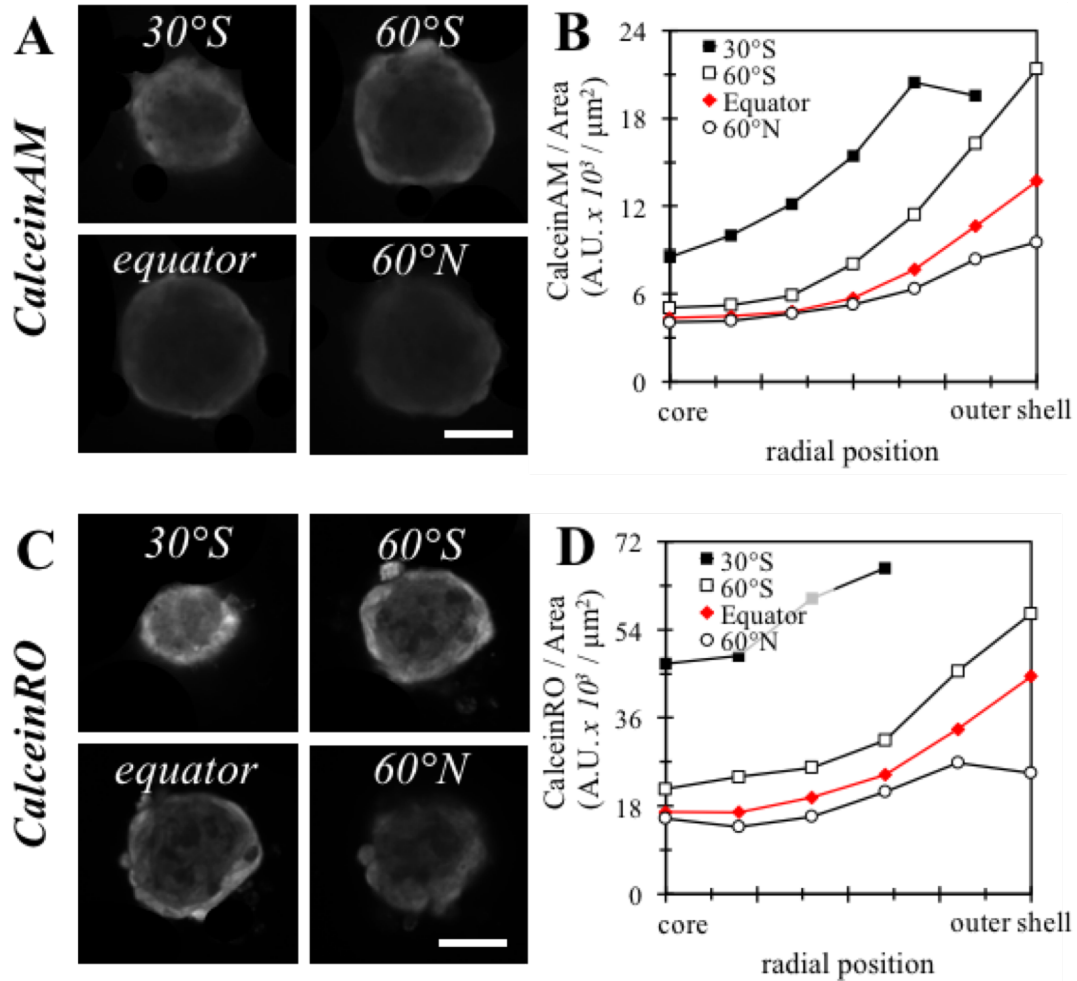 A
30°S
60°S
CalceinAM
equator
60°N
B
CalceinAM / Area
(A.U. x 10³ / μm²)
24
18
12
6
0
30°S
60°S
Equator
60°N
core
outer shell
radial position
C
30°S
60°S
CalceinRO
equator
60°N
D
CalceinRO / Area
(A.U. x 10³ / μm²)
72
54
36
18
0
30°S
60°S
Equator
60°N
core
outer shell
radial position